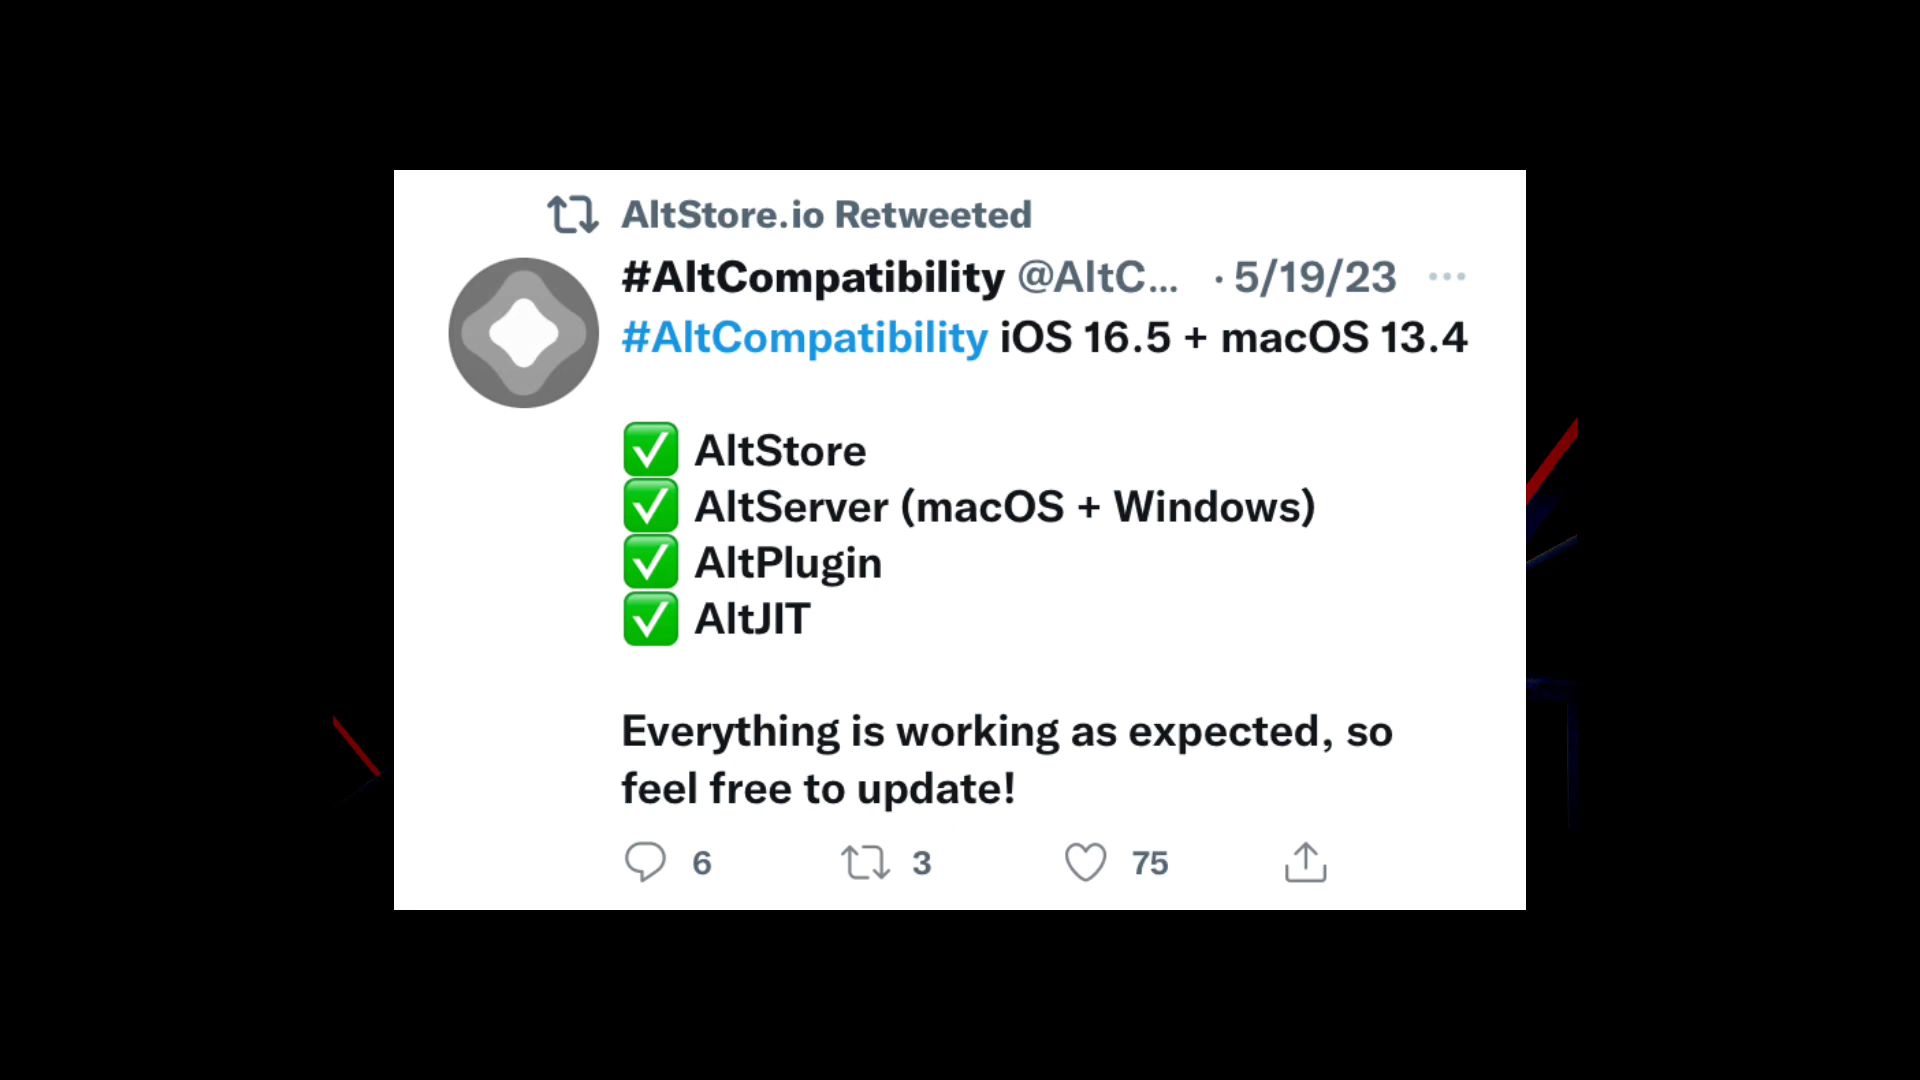 AltStore.io Retweeted
#AltCompatibility @AltC... · 5/19/23 ...
#AltCompatibility iOS 16.5 + macOS 13.4
✅ AltStore
✅ AltServer (macOS + Windows)
✅ AltPlugin
✅ AltJIT
Everything is working as expected, so
feel free to update!
6 3 75